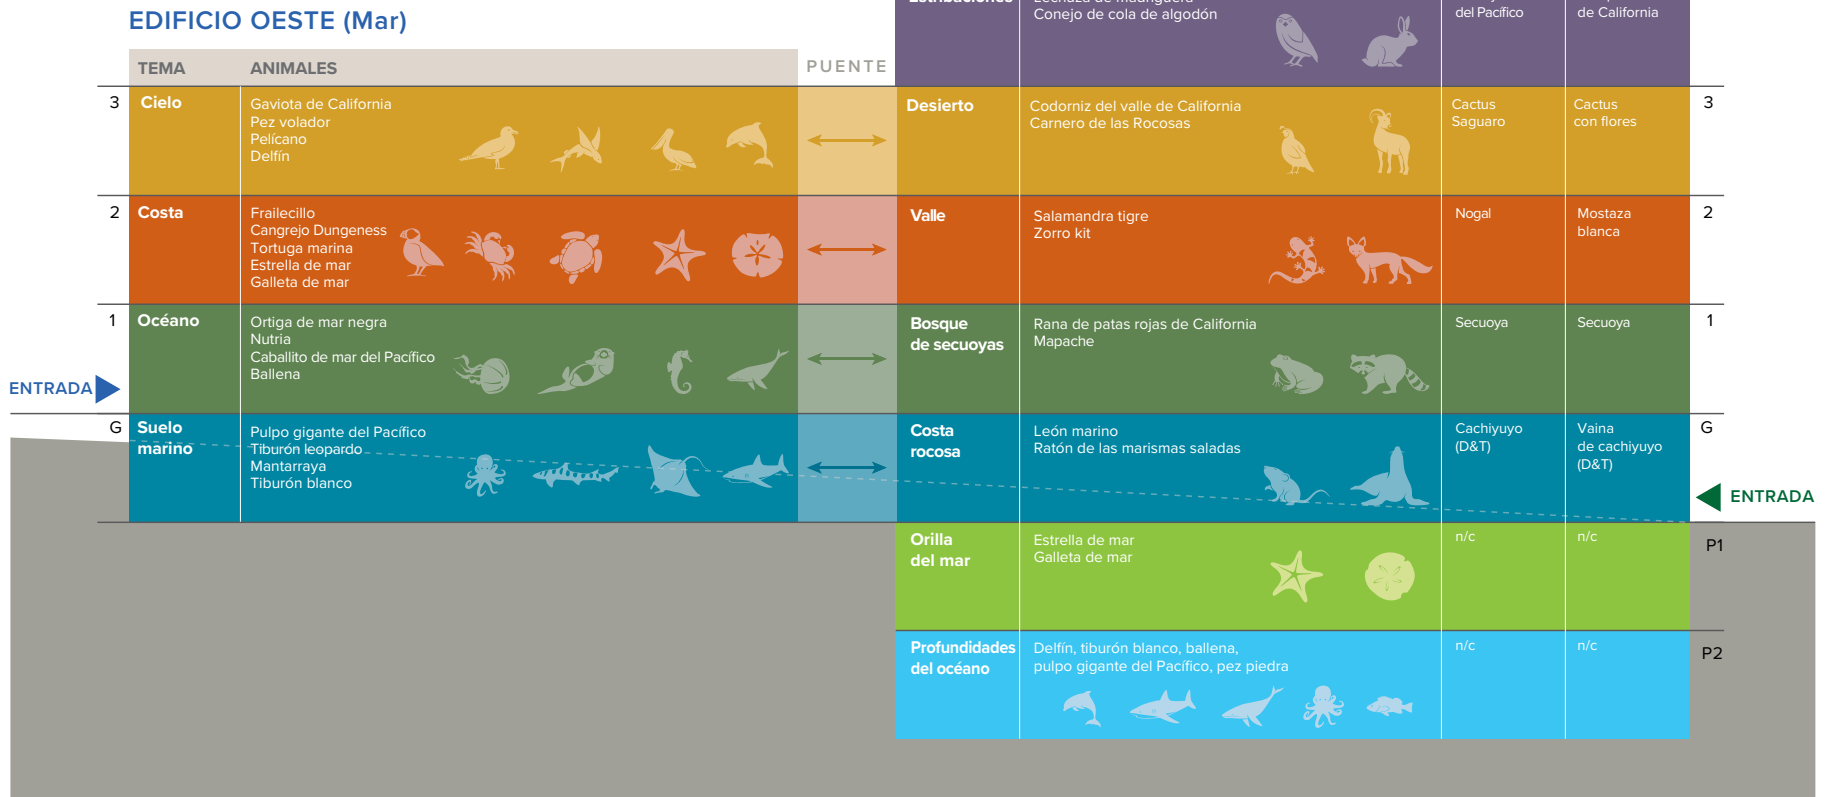 EDIFICIO OESTE (Mar)
TEMA
ANIMALES
PUENTE
Conejo de cola de algodón
del Pacífico
de California
3
Cielo
Gaviota de California
Pez volador
Pelícano
Delfín
Desierto
Codorniz del valle de California
Carnero de las Rocosas
Cactus
Saguaro
Cactus
con flores
3
2
Costa
Frailecillo
Cangrejo Dungeness
Tortuga marina
Estrella de mar
Galleta de mar
Valle
Salamandra tigre
Zorro kit
Nogal
Mostaza
blanca
2
1
Océano
Ortiga de mar negra
Nutria
Caballito de mar del Pacífico
Ballena
Bosque
de secuoyas
Rana de patas rojas de California
Mapache
Secuoya
Secuoya
1
ENTRADA
G
Suelo
marino
Pulpo gigante del Pacífico
Tiburón leopardo
Mantarraya
Tiburón blanco
Costa
rocosa
León marino
Ratón de las marismas saladas
Cachiyuyo
(D&T)
Vaina
de cachiyuyo
(D&T)
G
ENTRADA
Orilla
del mar
Estrella de mar
Galleta de mar
n/c
n/c
P1
Profundidades
del océano
Delfín, tiburón blanco, ballena,
pulpo gigante del Pacífico, pez piedra
n/c
n/c
P2